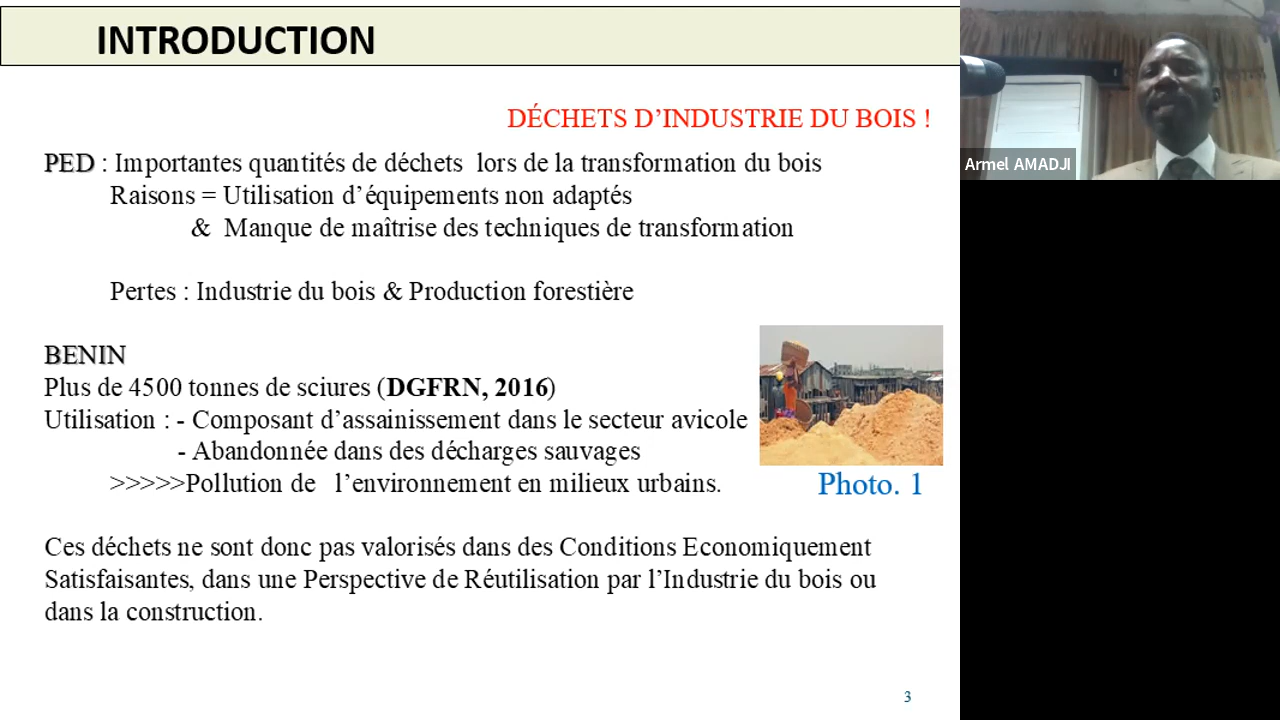 INTRODUCTION
DÉCHETS D’INDUSTRIE DU BOIS !
PED : Importantes quantités de déchets lors de la transformation du bois
Raisons = Utilisation d’équipements non adaptés
& Manque de maîtrise des techniques de transformation
Pertes : Industrie du bois & Production forestière
BENIN
Plus de 4500 tonnes de sciures (DGFRN, 2016)
Utilisation : - Composant d’assainissement dans le secteur avicole
- Abandonnée dans des décharges sauvages
>>>>>Pollution de l’environnement en milieux urbains.
Photo. 1
Ces déchets ne sont donc pas valorisés dans des Conditions Economiquement
Satisfaisantes, dans une Perspective de Réutilisation par l’Industrie du bois ou
dans la construction.
3
Armel AMADJI